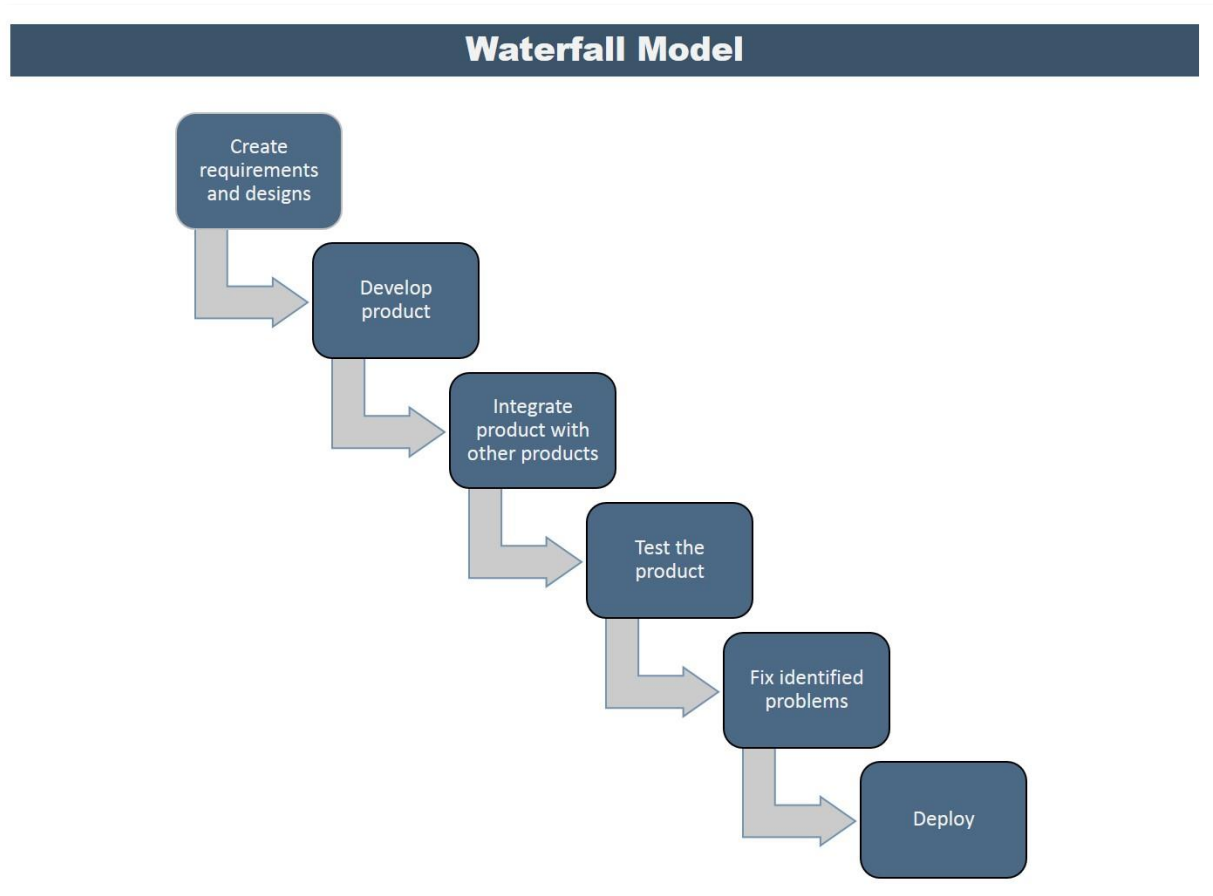 Waterfall Model
Create
requirements
and designs
Develop
product
Integrate
product with
other products
Test the
product
Fix identified
problems
Deploy